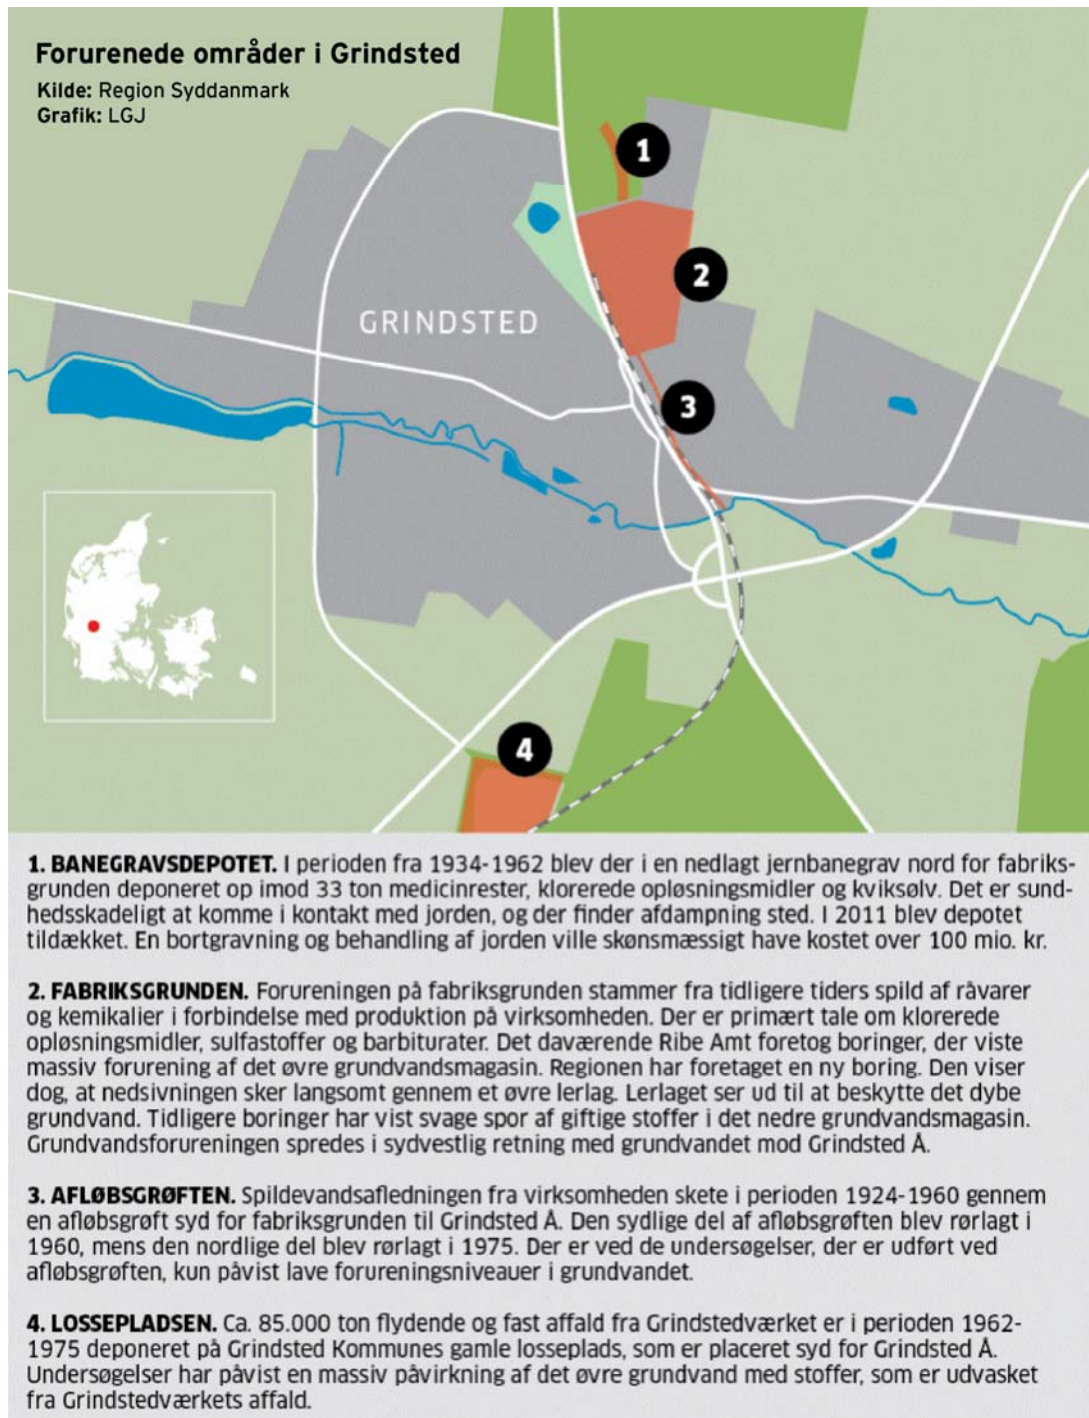 Forurenede områder i Grindsted
Kilde: Region Syddanmark
Grafik: LGJ
1
2
GRINDSTED
3
4
1. BANEGRAVSDEPOTET. I perioden fra 1934-1962 blev der i en nedlagt jernbanegrav nord for fabriks-
grunden deponeret op imod 33 ton medicinrester, klorerede opløsningsmidler og kviksølv. Det er sund-
hedsskadeligt at komme i kontakt med jorden, og der finder afdampning sted. I 2011 blev depotet
tildækket. En bortgravning og behandling af jorden ville skønsmæssigt have kostet over 100 mio. kr.
2. FABRIKSGRUNDEN. Forureningen på fabriksgrunden stammer fra tidligere tiders spild af råvarer
og kemikalier i forbindelse med produktion på virksomheden. Der er primært tale om klorerede
opløsningsmidler, sulfastoffer og barbiturater. Det daværende Ribe Amt foretog boringer, der viste
massiv forurening af det øvre grundvandsmagasin. Regionen har foretaget en ny boring. Den viser
dog, at nedsivningen sker langsomt gennem et øvre lerlag. Lerlaget ser ud til at beskytte det dybe
grundvand. Tidligere boringer har vist svage spor af giftige stoffer i det nedre grundvandsmagasin.
Grundvandsforureningen spredes i sydvestlig retning med grundvandet mod Grindsted Å.
3. AFLØBSGRØFTEN. Spildevandsafledningen fra virksomheden skete i perioden 1924-1960 gennem
en afløbsgrøft syd for fabriksgrunden til Grindsted Å. Den sydlige del af afløbsgrøften blev rørlagt i
1960, mens den nordlige del blev rørlagt i 1975. Der er ved de undersøgelser, der er udført ved
afløbsgrøften, kun påvist lave forureningsniveauer i grundvandet.
4. LOSSEPLADSEN. Ca. 85.000 ton flydende og fast affald fra Grindstedværket er i perioden 1962-
1975 deponeret på Grindsted Kommunes gamle losseplads, som er placeret syd for Grindsted Å.
Undersøgelser har påvist en massiv påvirkning af det øvre grundvand med stoffer, som er udvasket
fra Grindstedværkets affald.